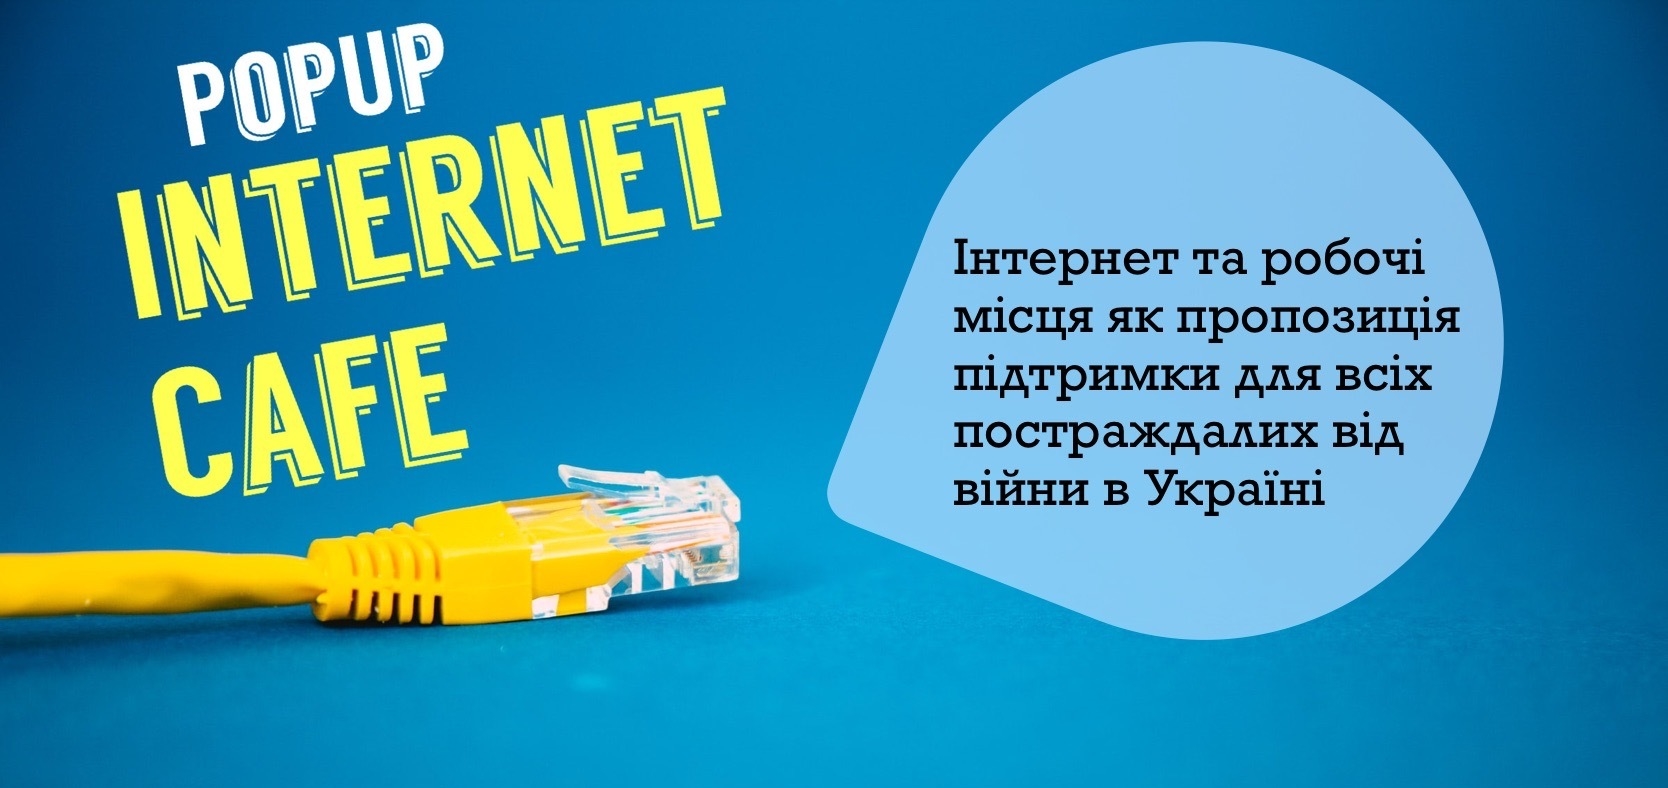 POPUP
INTERNET
CAFE
Інтернет та робочі
місця як пропозиція
підтримки для всіх
постраждалих від
війни в Україні